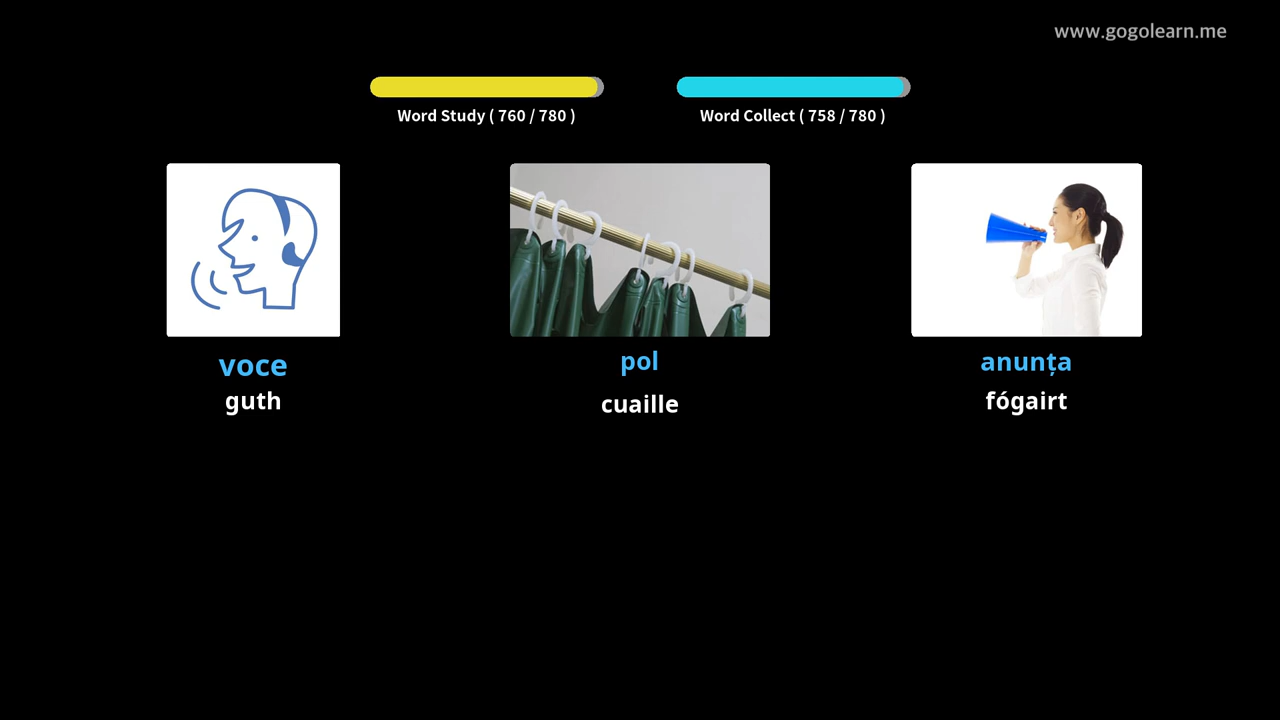 www.gogolearn.me
Word Study ( 760 / 780 )
Word Collect ( 758 / 780 )
voce
guth
pol
cuaille
anunța
fógairt